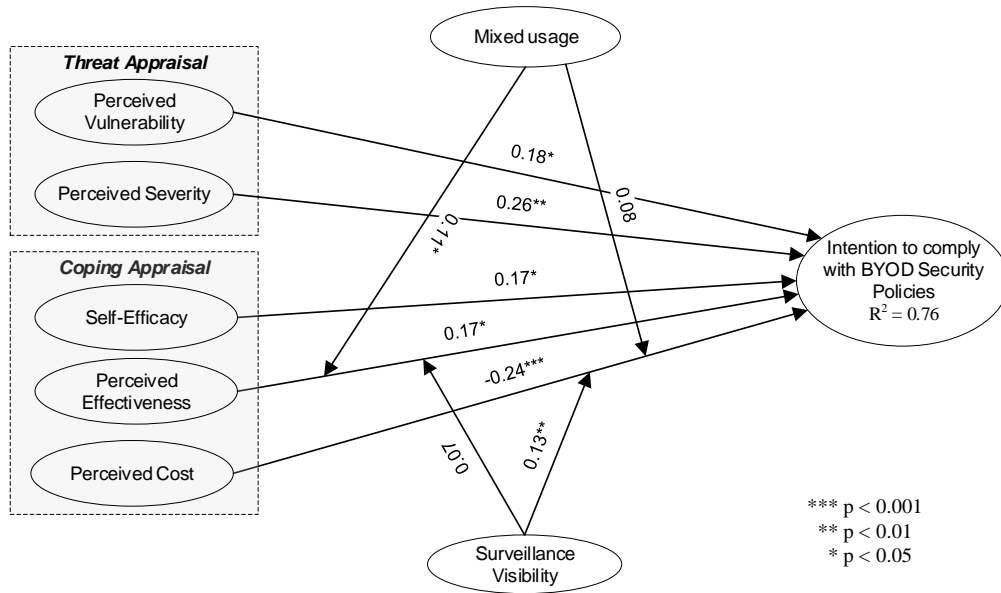 Mixed usage
Threat Appraisal
Perceived
Vulnerability
Perceived Severity
Coping Appraisal
Self-Efficacy
Perceived
Effectiveness
Perceived Cost
0.18*
0.26**
0.11*
0.08
0.17*
0.17*
-0.24***
0.07
0.13**
Intention to comply
with BYOD Security
Policies
R² = 0.76
Surveillance
Visibility
*** p < 0.001
** p < 0.01
* p < 0.05